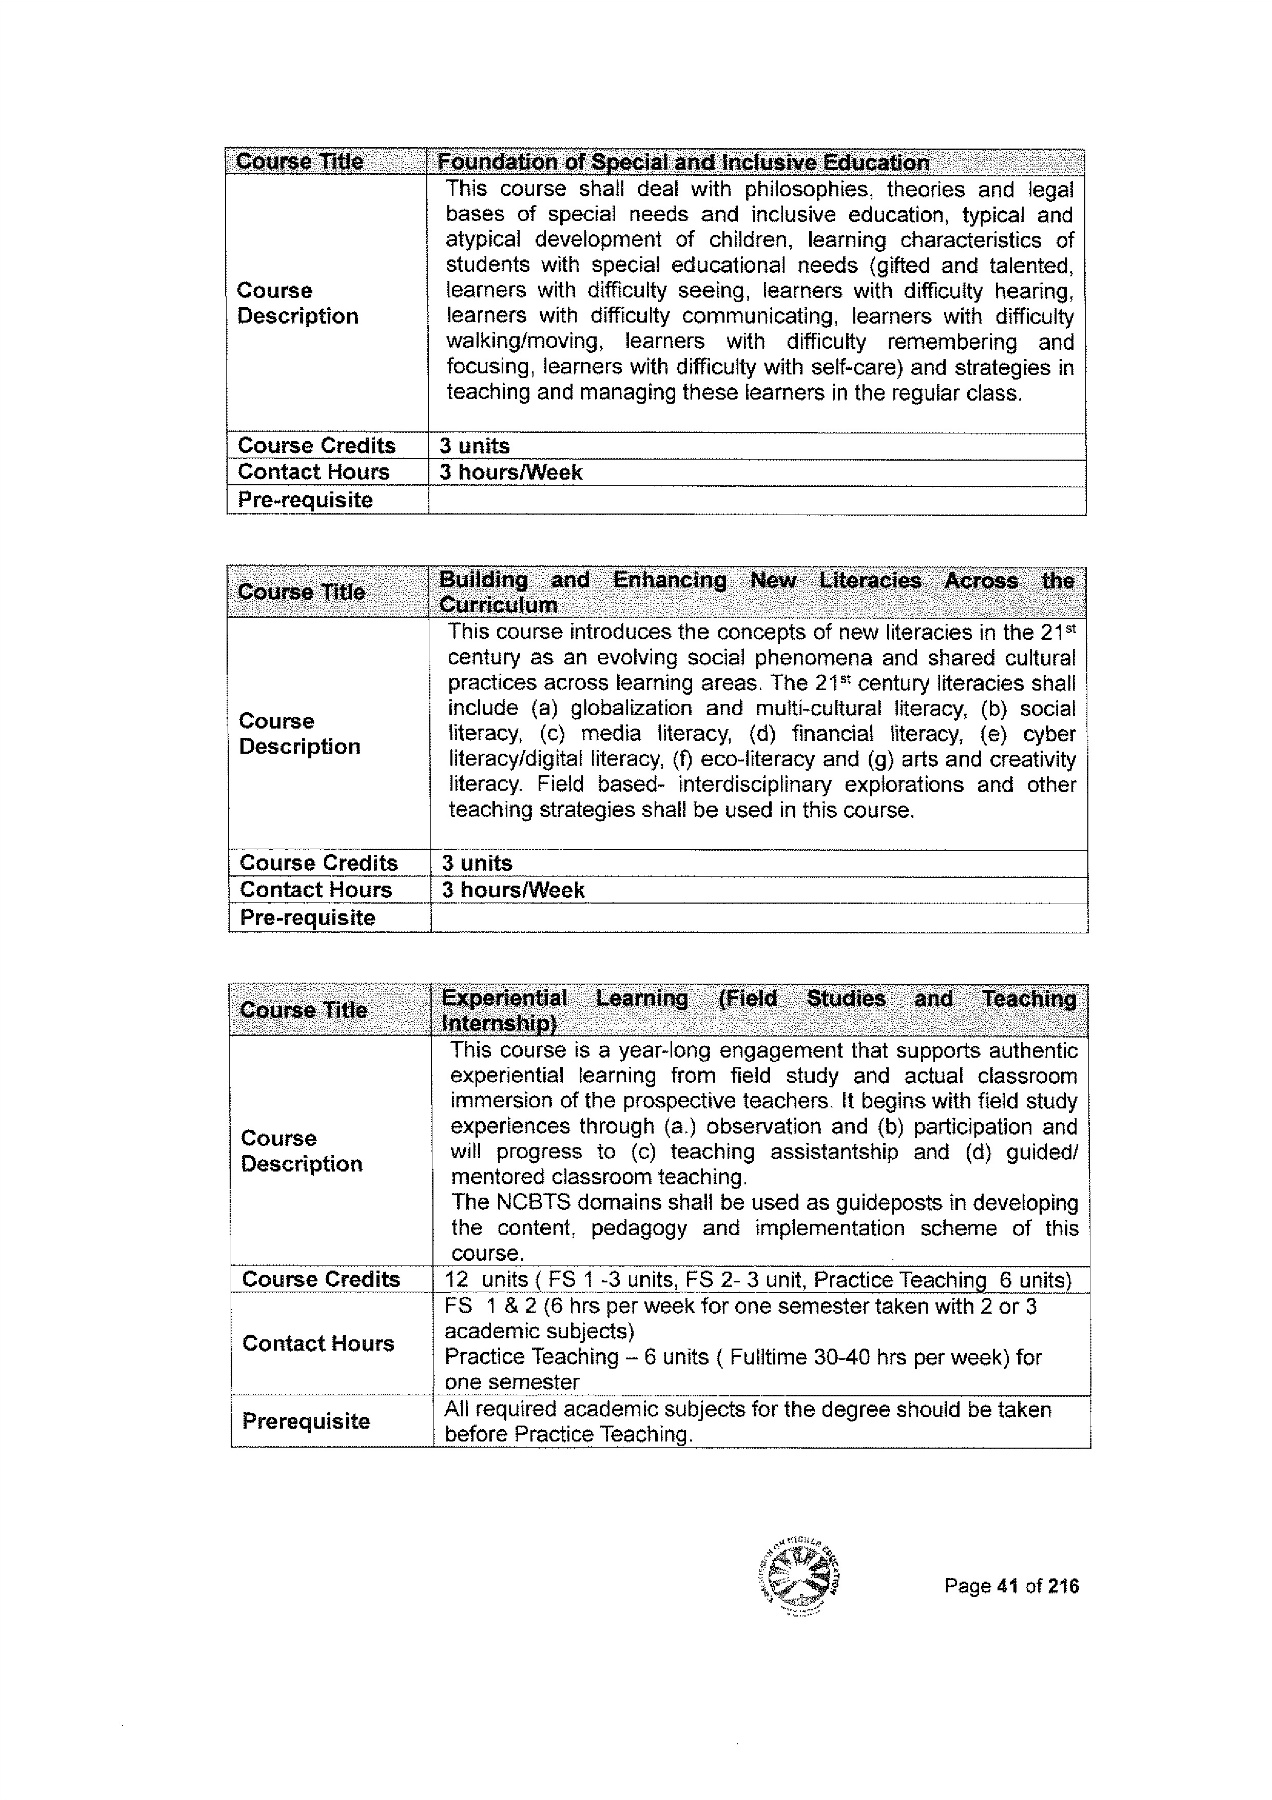 Course Title Foundation of Special and Inclusive Education
This course shall deal with philosophies, theories and legal
bases of special needs and inclusive education, typical and
atypical development of children, learning characteristics of
students with special educational needs (gifted and talented,
Course learners with difficulty seeing, learners with difficulty hearing,
Description learners with difficulty communicating, learners with difficulty
walking/moving, learners with difficulty remembering and
focusing, learners with difficulty with self-care) and strategies in
teaching and managing these learners in the regular class.
Course Credits 3 units
Contact Hours 3 hours/Week
Pre-requisite
Course Title Building and Enhancing New Literacies Across the
Curriculum
This course introduces the concepts of new literacies in the 21st
century as an evolving social phenomena and shared cultural
practices across learning areas. The 21st century literacies shall
include (a) globalization and multi-cultural literacy, (b) social
Course literacy, (c) media literacy, (d) financial literacy, (e) cyber
Description literacy/digital literacy, (f) eco-literacy and (g) arts and creativity
literacy. Field based- interdisciplinary explorations and other
teaching strategies shall be used in this course.
Course Credits 3 units
Contact Hours 3 hours/Week
Pre-requisite
Course Title Experiential Learning (Field Studies and Teaching
Internship)
This course is a year-long engagement that supports authentic
experiential learning from field study and actual classroom
immersion of the prospective teachers. It begins with field study
experiences through (a.) observation and (b) participation and
Course will progress to (c) teaching assistantship and (d) guided/
Description mentored classroom teaching.
The NCBTS domains shall be used as guideposts in developing
the content, pedagogy and implementation scheme of this
course.
Course Credits 12 units ( FS 1 -3 units, FS 2- 3 unit, Practice Teaching 6 units)
FS 1 & 2 (6 hrs per week for one semester taken with 2 or 3
academic subjects)
Contact Hours Practice Teaching – 6 units ( Fulltime 30-40 hrs per week) for
one semester
Prerequisite All required academic subjects for the degree should be taken
before Practice Teaching.
Page 41 of 216